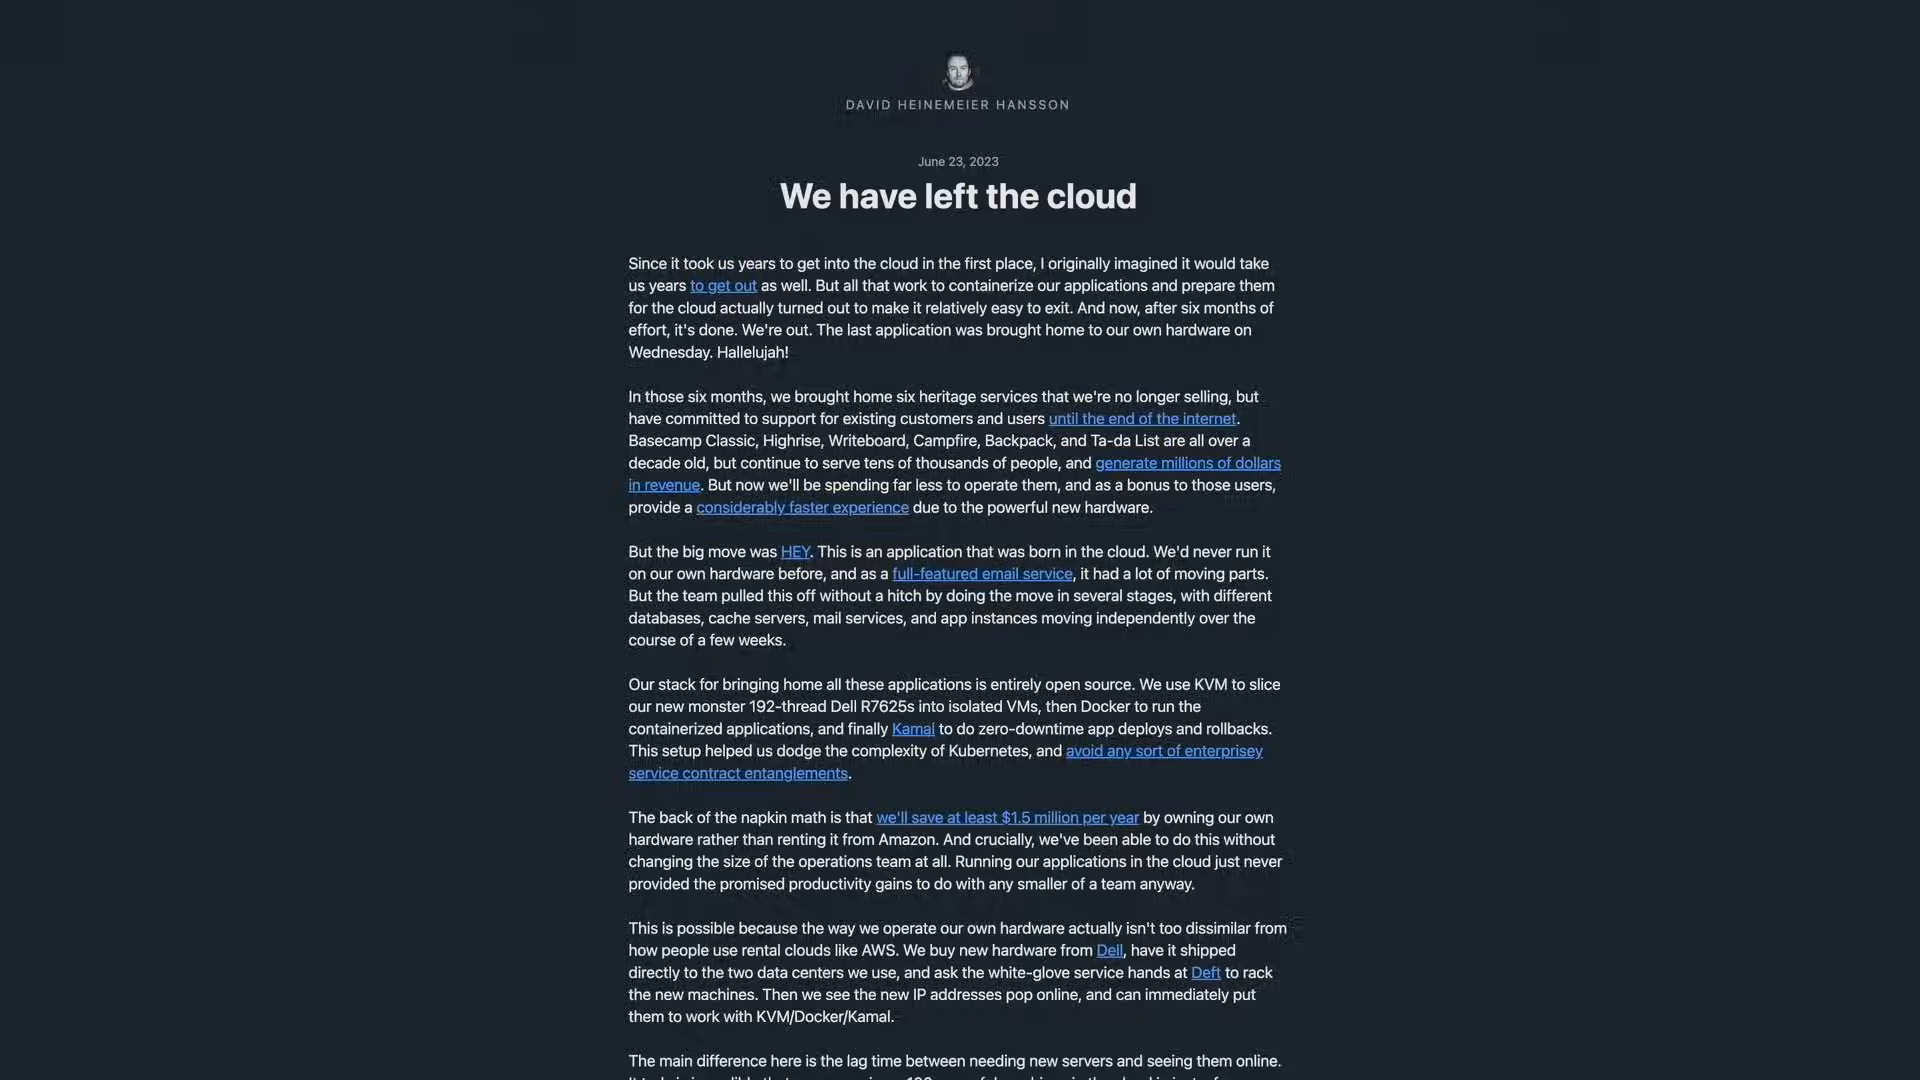 DAVID HEINEMEIER HANSSON
June 23, 2023
We have left the cloud
Since it took us years to get into the cloud in the first place, I originally imagined it would take
us years to get out as well. But all that work to containerize our applications and prepare them
for the cloud actually turned out to make it relatively easy to exit. And now, after six months of
effort, it's done. We're out. The last application was brought home to our own hardware on
Wednesday. Hallelujah!
In those six months, we brought home six heritage services that we're no longer selling, but
have committed to support for existing customers and users until the end of the internet.
Basecamp Classic, Highrise, Writeboard, Campfire, Backpack, and Ta-da List are all over a
decade old, but continue to serve tens of thousands of people, and generate millions of dollars
in revenue. But now we'll be spending far less to operate them, and as a bonus to those users,
provide a considerably faster experience due to the powerful new hardware.
But the big move was HEY. This is an application that was born in the cloud. We'd never run it
on our own hardware before, and as a full-featured email service, it had a lot of moving parts.
But the team pulled this off without a hitch by doing the move in several stages, with different
databases, cache servers, mail services, and app instances moving independently over the
course of a few weeks.
Our stack for bringing home all these applications is entirely open source. We use KVM to slice
our new monster 192-thread Dell R7625s into isolated VMs, then Docker to run the
containerized applications, and finally Kamal to do zero-downtime app deploys and rollbacks.
This setup helped us dodge the complexity of Kubernetes, and avoid any sort of enterprisey
service contract entanglements.
The back of the napkin math is that we'll save at least $1.5 million per year by owning our own
hardware rather than renting it from Amazon. And crucially, we've been able to do this without
changing the size of the operations team at all. Running our applications in the cloud just never
provided the promised productivity gains to do with any smaller of a team anyway.
This is possible because the way we operate our own hardware actually isn't too dissimilar from
how people use rental clouds like AWS. We buy new hardware from Dell, have it shipped
directly to the two data centers we use, and ask the white-glove service hands at Deft to rack
the new machines. Then we see the new IP addresses pop online, and can immediately put
them to work with KVM/Docker/Kamal.
The main difference here is the lag time between needing new servers and seeing them online.